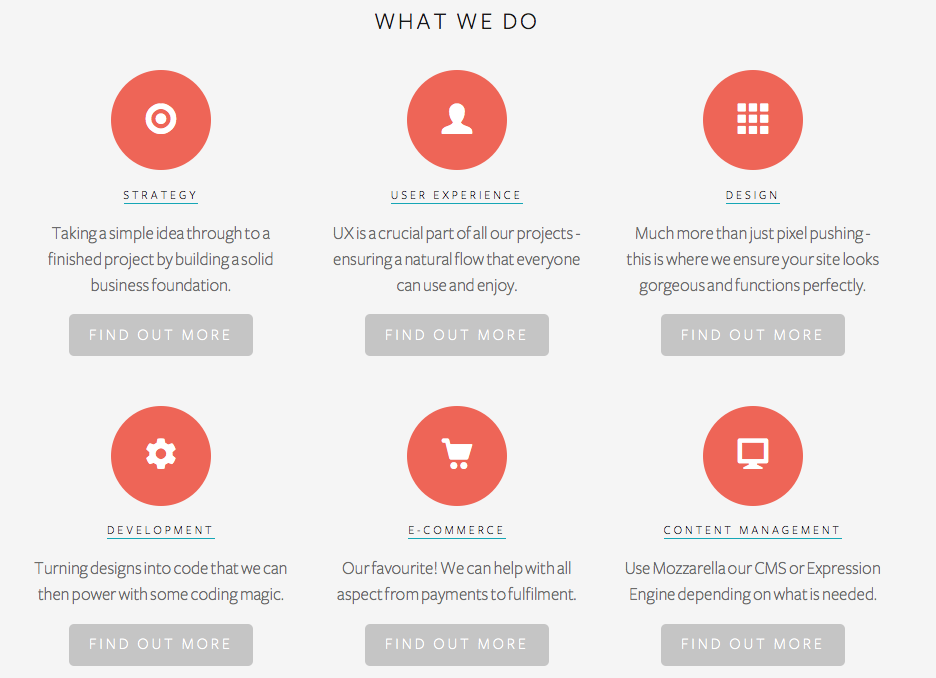 WHAT WE DO
STRATEGY
Taking a simple idea through to a
finished project by building a solid
business foundation.
FIND OUT MORE
USER EXPERIENCE
UX is a crucial part of all our projects -
ensuring a natural flow that everyone
can use and enjoy.
FIND OUT MORE
DESIGN
Much more than just pixel pushing -
this is where we ensure your site looks
gorgeous and functions perfectly.
FIND OUT MORE
DEVELOPMENT
Turning designs into code that we can
then power with some coding magic.
FIND OUT MORE
E-COMMERCE
Our favourite! We can help with all
aspect from payments to fulfilment.
FIND OUT MORE
CONTENT MANAGEMENT
Use Mozzarella our CMS or Expression
Engine depending on what is needed.
FIND OUT MORE